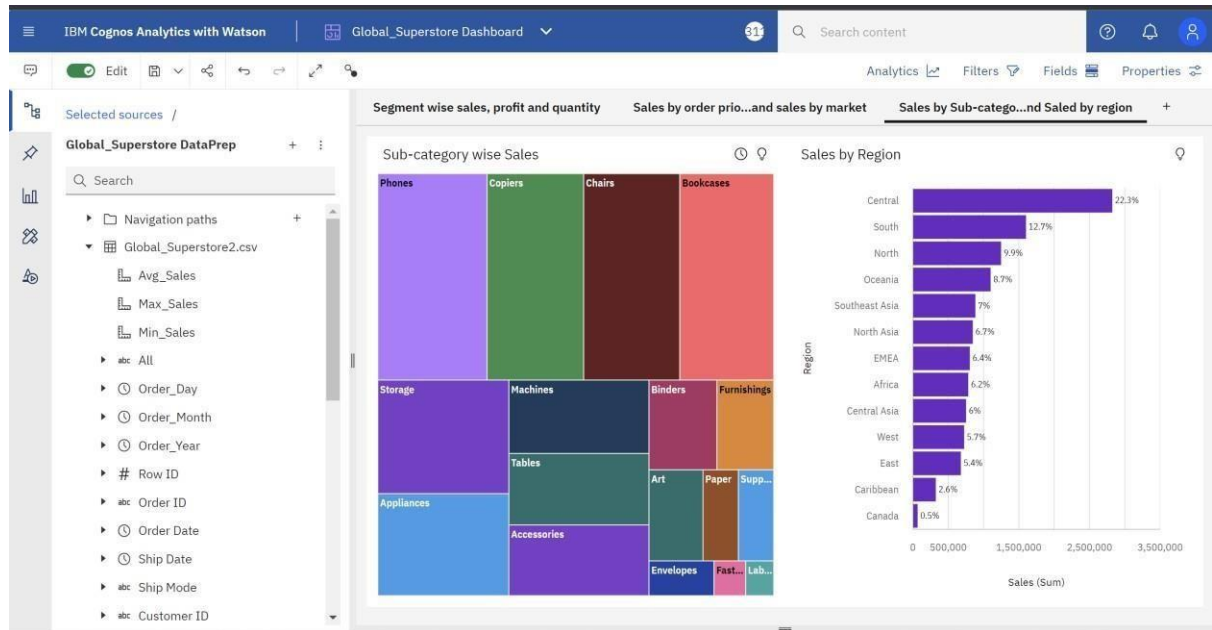 IBM Cognos Analytics with Watson
Global_Superstore Dashboard
Search content
Edit
Analytics
Filters
Fields
Properties
Selected sources /
Global_Superstore DataPrep
Search
Navigation paths
Global_Superstore2.csv
Avg_Sales
Max_Sales
Min_Sales
abc All
Order_Day
Order_Month
Order_Year
# Row ID
abc Order ID
Order Date
Ship Date
abc Ship Mode
abc Customer ID
Segment wise sales, profit and quantity
Sales by order prio...and sales by market
Sales by Sub-catego...nd Saled by region
Sub-category wise Sales
Phones
Copiers
Chairs
Bookcases
Storage
Machines
Binders
Furnishings
Tables
Art
Paper
Supp...
Appliances
Accessories
Envelopes
Fast...
Lab...
Sales by Region
Region
Central 22.3%
South 12.7%
North 9.9%
Oceania 8.7%
Southeast Asia 7%
North Asia 6.7%
EMEA 6.4%
Africa 6.2%
Central Asia 6%
West 5.7%
East 5.4%
Caribbean 2.6%
Canada 0.5%
0 500,000 1,500,000 2,500,000 3,500,000
Sales (Sum)